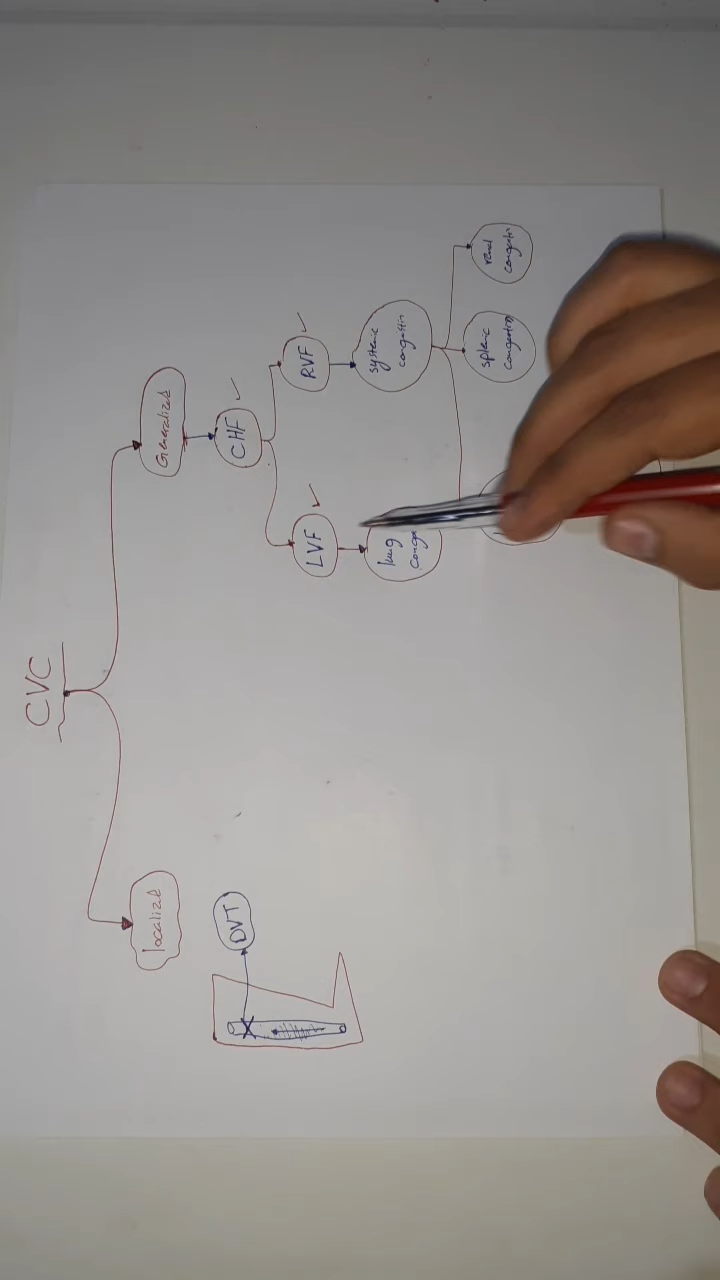 CVC
localized
Generalized
DVT
CHF
LVF
RVF
lung
systemic
congestion
splenic
congestion
renal
congestion